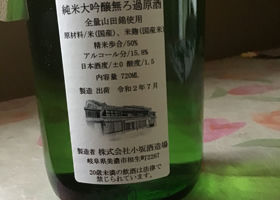 純米大吟醸無ろ過原酒
全量山田錦使用
原材料/米(国産)、米麹(国産米)
精米歩合/50%
アルコール分/15.8%
日本酒度/±0 酸度/1.5
内容量 720ML
製造 出荷 令和2年7月
製造者 株式会社小坂酒造場
岐阜県美濃市相生町2267
20歳未満の飲酒は法律で
禁じられています。